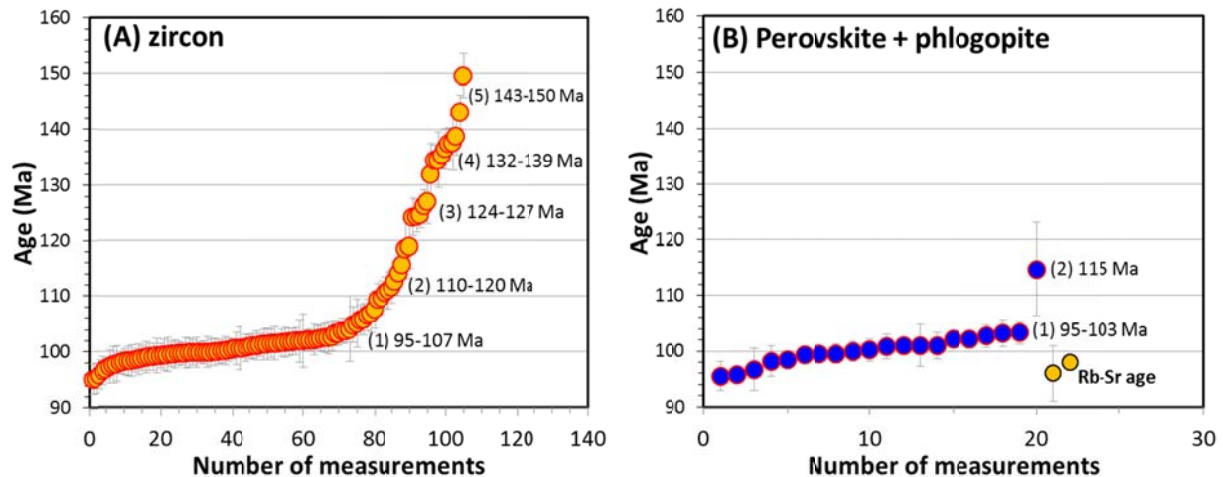 (A) zircon
160
150
140
130
120
110
100
90
Age (Ma)
(5) 143-150 Ma
(4) 132-139 Ma
(3) 124-127 Ma
(2) 110-120 Ma
(1) 95-107 Ma
0 20 40 60 80 100 120 140
Number of measurements
(B) Perovskite + phlogopite
160
150
140
130
120
110
100
90
Age (Ma)
(2) 115 Ma
(1) 95-103 Ma
Rb-Sr age
0 10 20 30
Number of measurements